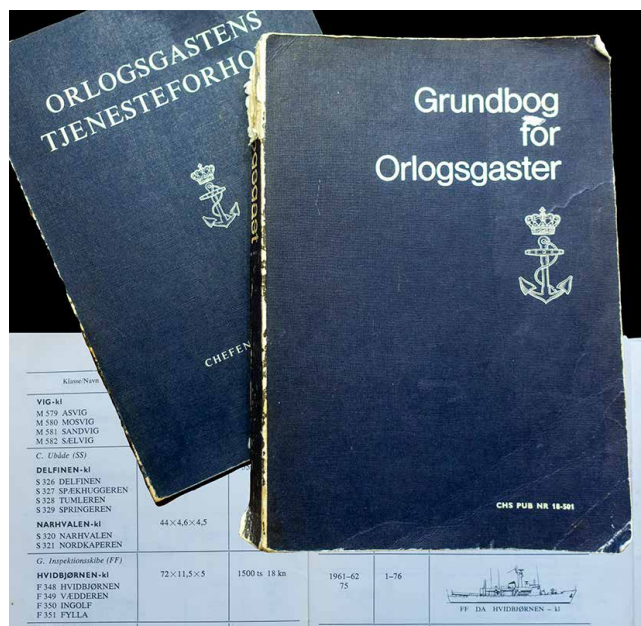 ORLOGSGASTENS
TJENESTEFORHO
CHEFEN
Grundbog
for
Orlogsgaster
CHS PUB NR 18-501
Klasse/Navn
VIG-kl
M 579 ASVIG
M 580 MOSVIG
M 581 SANDVIG
M 582 SÆLVIG
C. Ubåde (SS)
DELFINEN-kl
S 326 DELFINEN
S 327 SPÆKHUGGEREN
S 328 TUMLEREN
S 329 SPRINGEREN
NARHVALEN-kl 44×4,6×4,5
S 320 NARHVALEN
S 321 NORDKAPEREN
G. Inspektionsskibe (FF)
HVIDBJØRNEN-kl 72×11,5×5 1500 ts 18 kn 1961-62 1-76
F 348 HVIDBJØRNEN 75
F 349 VÆDDEREN
F 350 INGOLF
F 351 FYLLA
FF DA HVIDBJØRNEN - kl